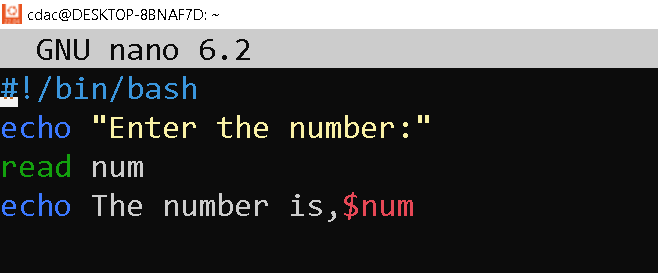 cdac@DESKTOP-8BNAF7D: ~
GNU nano 6.2
#!/bin/bash
echo "Enter the number:"
read num
echo The number is,$num